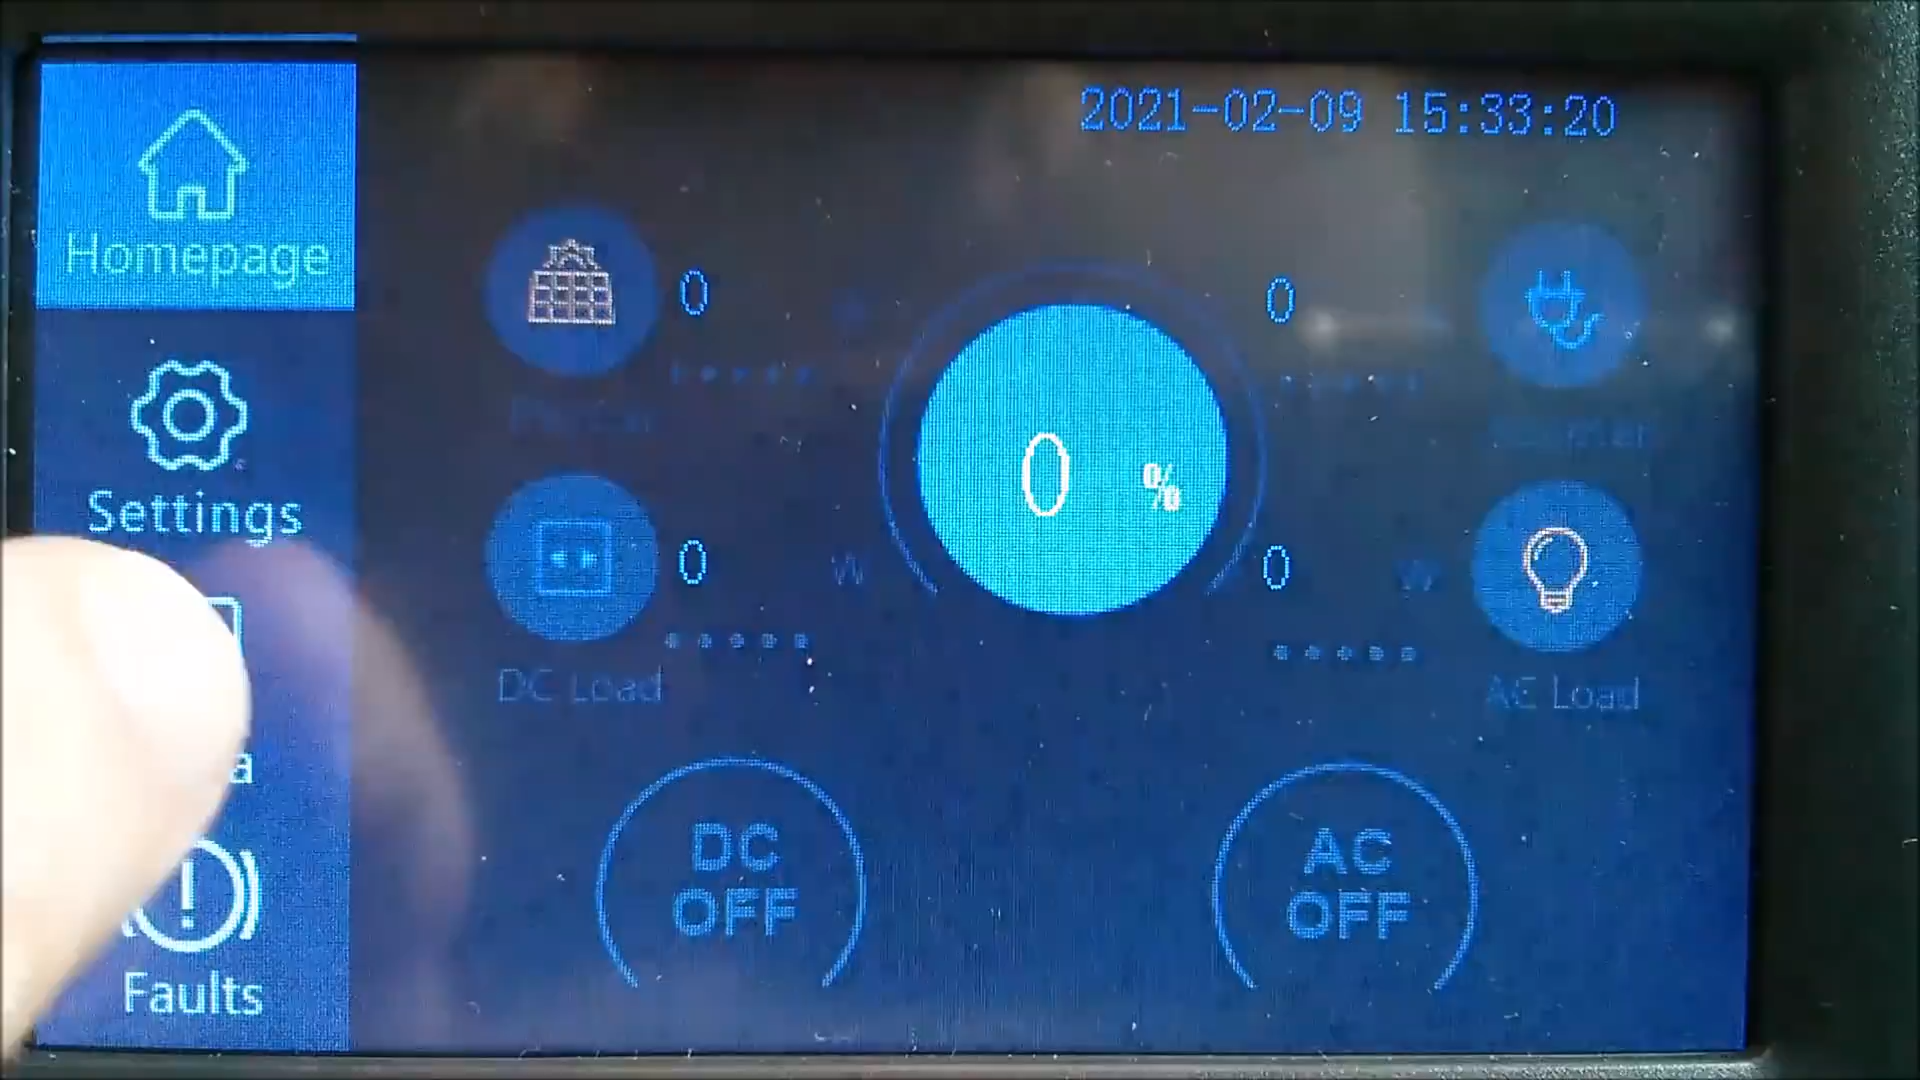 2021-02-09 15:33:20
Homepage
Settings
a
Faults
0
0
0 %
0 W
0 W
DC Load
AC Load
DC
OFF
AC
OFF